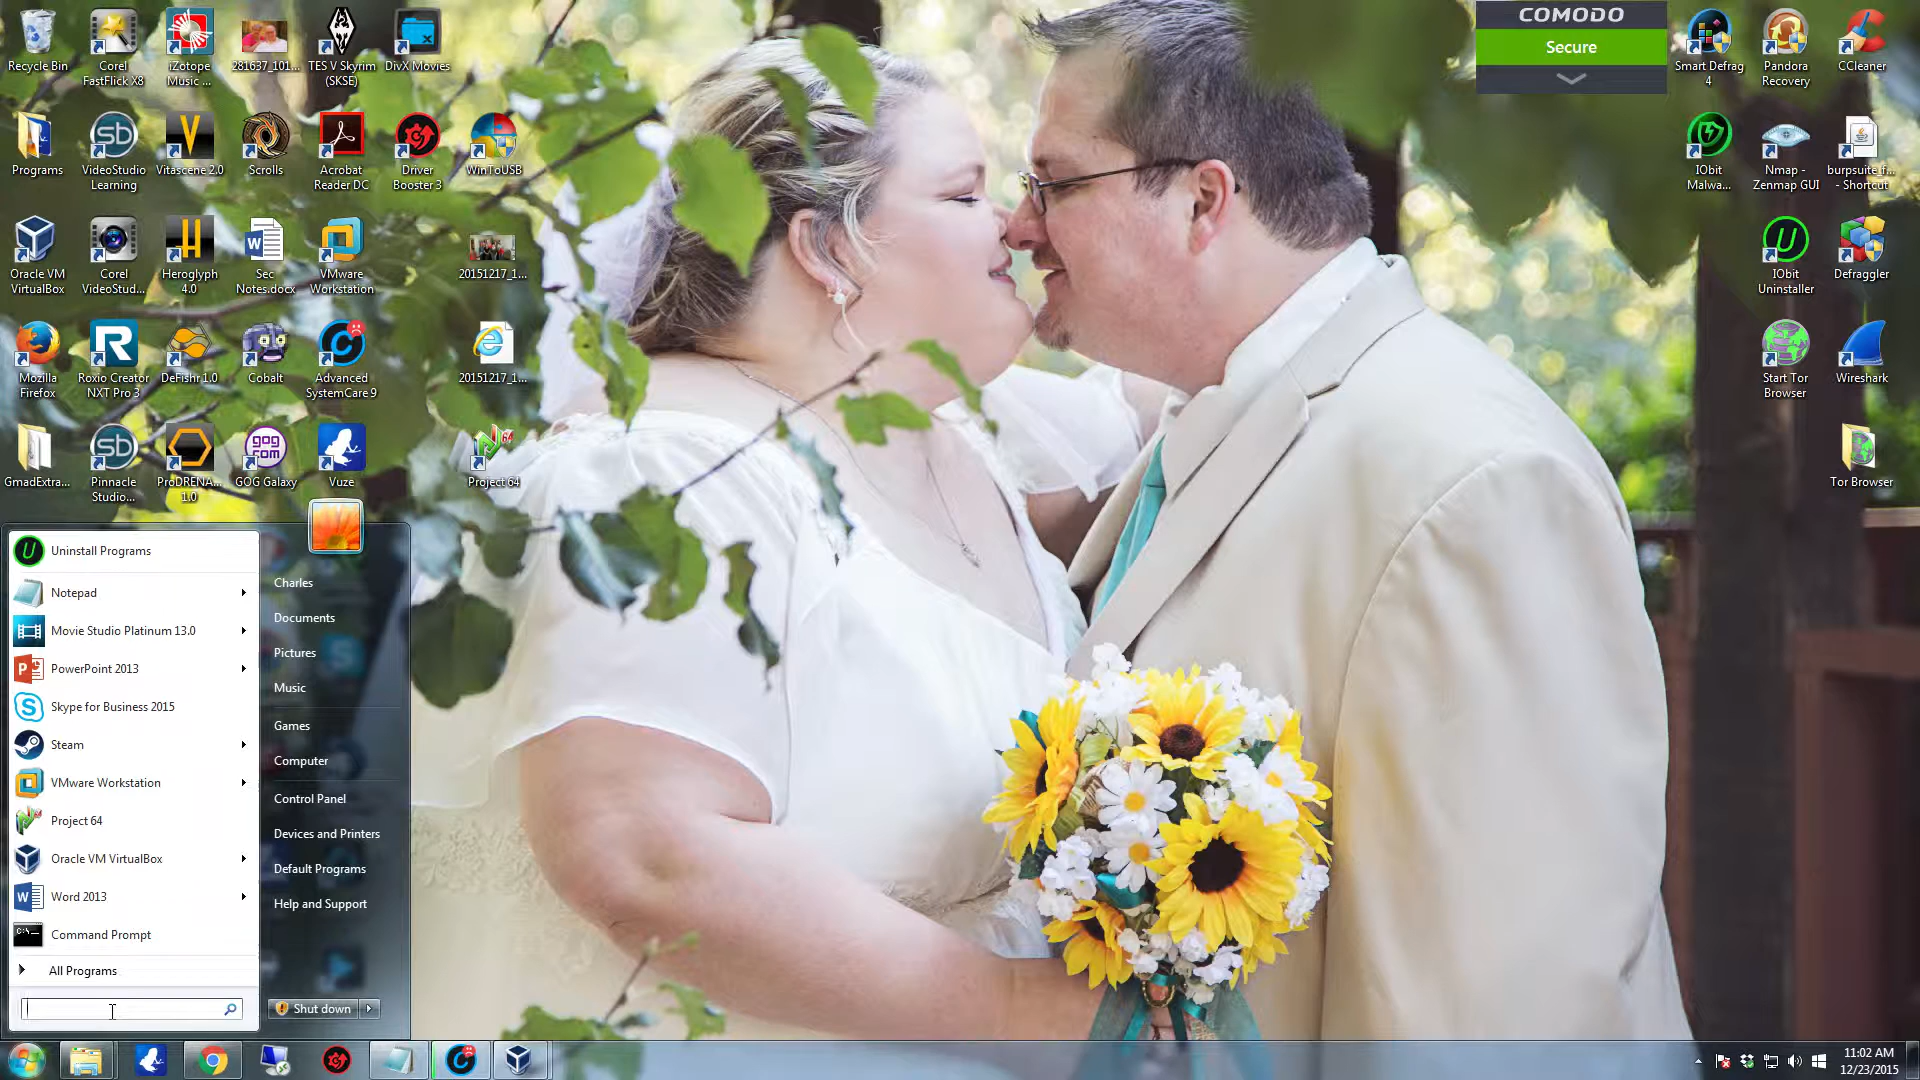 Recycle Bin
Corel
FastFlick X8
iZotope
Music ...
281637_101...
TES V Skyrim
(SKSE)
DivX Movies
Programs
VideoStudio
Learning
Vitascene 2.0
Scrolls
Acrobat
Reader DC
Driver
Booster 3
WinToUSB
Oracle VM
VirtualBox
Corel
VideoStud...
Heroglyph
4.0
Sec
Notes.docx
VMware
Workstation
20151217_1...
Mozilla
Firefox
Roxio Creator
NXT Pro 3
DeFishr 1.0
Cobalt
Advanced
SystemCare 9
20151217_1...
GmadExtra...
Pinnacle
Studio...
ProDRENA...
1.0
GOG Galaxy
Vuze
Project 64
COMODO
Secure
Smart Defrag
4
Pandora
Recovery
CCleaner
IObit
Malwa...
Nmap -
Zenmap GUI
burpsuite_f...
- Shortcut
IObit
Uninstaller
Defraggler
Start Tor
Browser
Wireshark
Tor Browser
Uninstall Programs
Notepad
Movie Studio Platinum 13.0
PowerPoint 2013
Skype for Business 2015
Steam
VMware Workstation
Project 64
Oracle VM VirtualBox
Word 2013
Command Prompt
All Programs
Charles
Documents
Pictures
Music
Games
Computer
Control Panel
Devices and Printers
Default Programs
Help and Support
Shut down
11:02 AM
12/23/2015